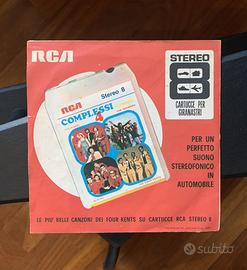 RCA
STEREO
8
CARTUCCE PER
GIRANASTRI
RCA
Stereo 8
COMPLESSI
4
PER UN
PERFETTO
SUONO
STEREOFONICO
IN
AUTOMOBILE
LE PIU' BELLE CANZONI DEI FOUR KENTS SU CARTUCCE RCA STEREO 8
subito